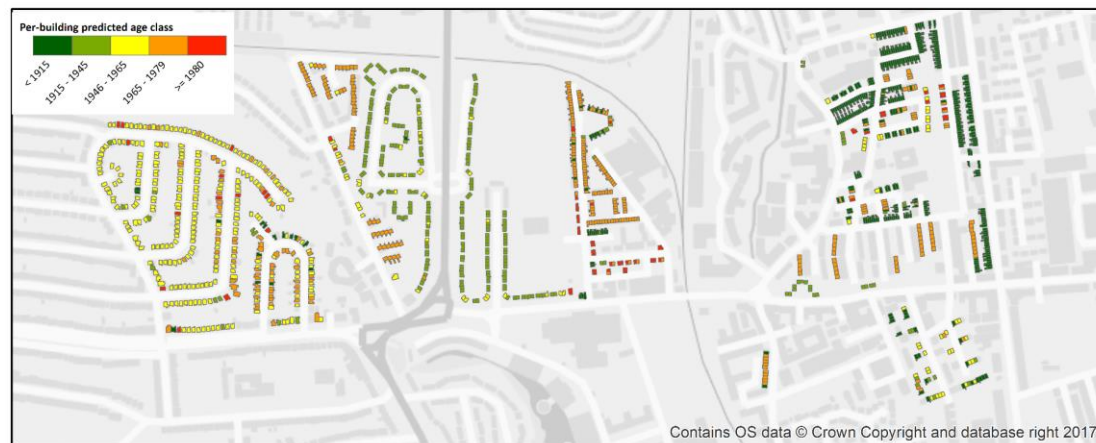 Per-building predicted age class
< 1915
1915 - 1945
1946 - 1965
1965 - 1979
>= 1980
Contains OS data © Crown Copyright and database right 2017